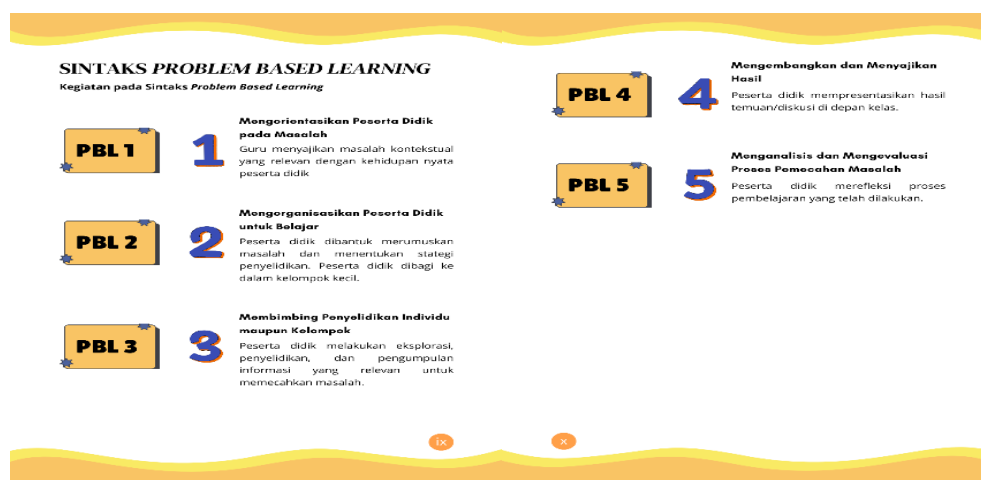 SINTAKS PROBLEM BASED LEARNING
Kegiatan pada Sintaks Problem Based Learning
PBL 1
1
Mengorientasikan Peserta Didik
pada Masalah
Guru menyajikan masalah kontekstual
yang relevan dengan kehidupan nyata
peserta didik
PBL 2
2
Mengorganisasikan Peserta Didik
untuk Belajar
Peserta didik dibantu merumuskan
masalah dan menentukan stategi
penyelidikan. Peserta didik dibagi ke
dalam kelompok kecil.
PBL 3
3
Membimbing Penyelidikan Individu
maupun Kelompok
Peserta didik melakukan eksplorasi,
penyelidikan, dan pengumpulan
informasi yang relevan untuk
memecahkan masalah.
ix
PBL 4
4
Mengembangkan dan Menyajikan
Hasil
Peserta didik mempresentasikan hasil
temuan/diskusi di depan kelas.
PBL 5
5
Menganalisis dan Mengevaluasi
Proses Pemecahan Masalah
Peserta didik merefleksi proses
pembelajaran yang telah dilakukan.
x